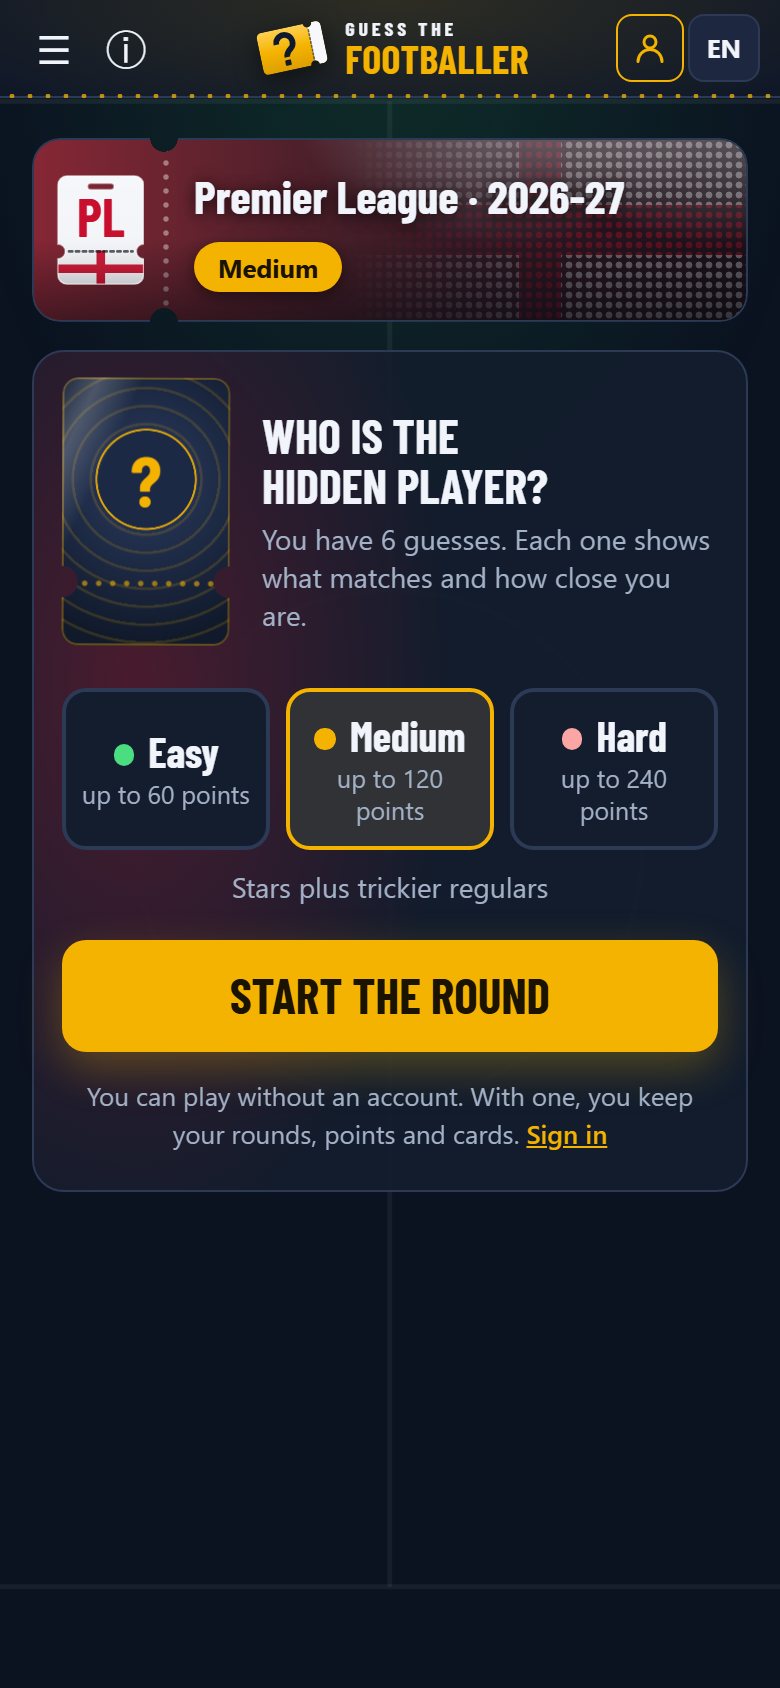 ☰ ⓘ
?
GUESS THE
FOOTBALLER
EN
PL
Premier League · 2026-27
Medium
?
WHO IS THE
HIDDEN PLAYER?
You have 6 guesses. Each one shows
what matches and how close you
are.
Easy
up to 60 points
Medium
up to 120
points
Hard
up to 240
points
Stars plus trickier regulars
START THE ROUND
You can play without an account. With one, you keep
your rounds, points and cards. Sign in